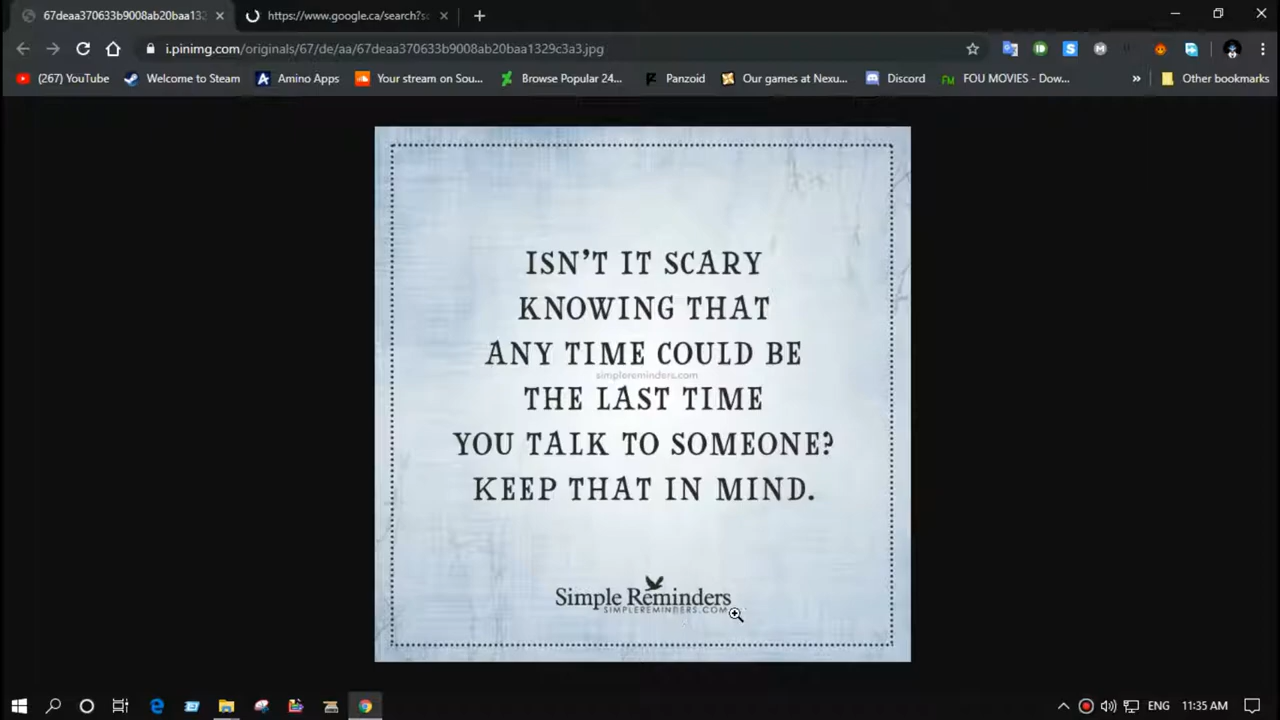 67deaa370633b9008ab20baa132
https://www.google.ca/search?s
i.pinimg.com/originals/67/de/aa/67deaa370633b9008ab20baa1329c3a3.jpg
(267) YouTube
Welcome to Steam
Amino Apps
Your stream on Sou...
Browse Popular 24...
Panzoid
Our games at Nexu...
Discord
FOU MOVIES - Dow...
»
Other bookmarks
ISN'T IT SCARY
KNOWING THAT
ANY TIME COULD BE
simplereminders.com
THE LAST TIME
YOU TALK TO SOMEONE?
KEEP THAT IN MIND.
Simple Reminders
SIMPLEREMINDERS.COM
ENG
11:35 AM